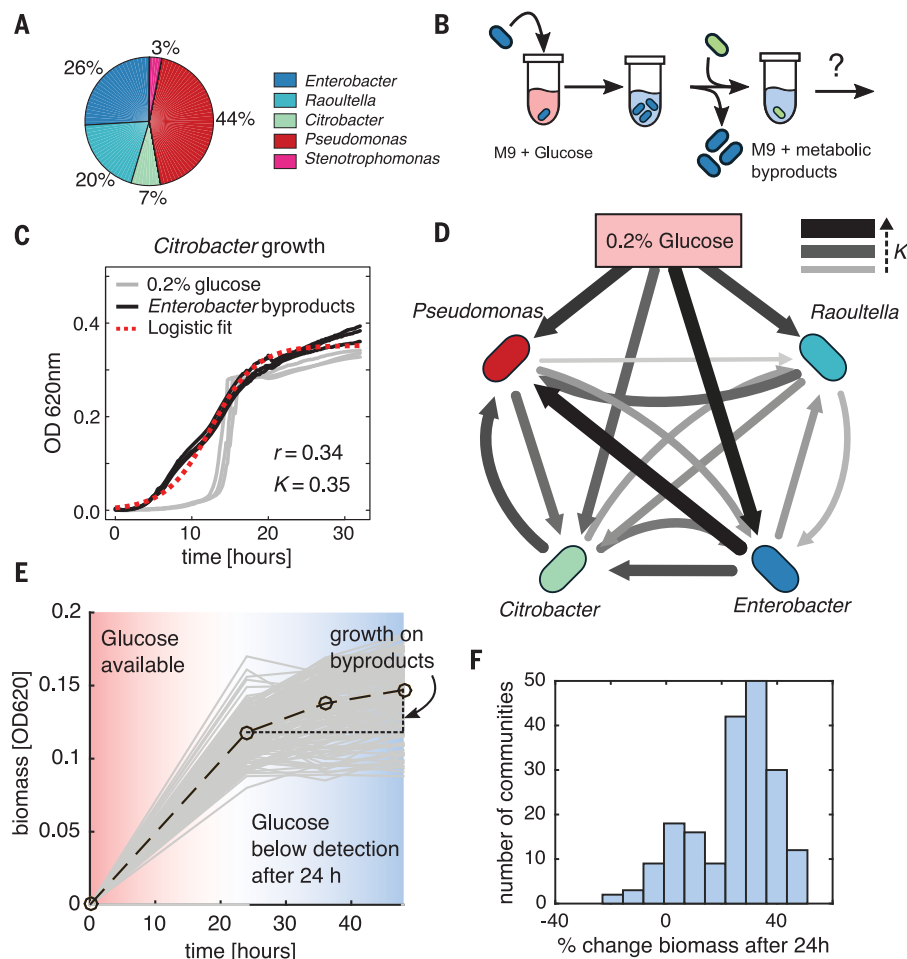 A
3%
26%
44%
20%
7%
Enterobacter
Raoultella
Citrobacter
Pseudomonas
Stenotrophomonas
B
?
M9 + Glucose
M9 + metabolic
byproducts
C
Citrobacter growth
0.2% glucose
Enterobacter byproducts
Logistic fit
OD 620nm
0.4
0.2
0.0
r = 0.34
K = 0.35
0
10
20
30
time [hours]
D
0.2% Glucose
K
Pseudomonas
Raoultella
Citrobacter
Enterobacter
E
biomass [OD620]
0.2
0.15
0.1
0.05
0
Glucose
available
growth on
byproducts
Glucose
below detection
after 24 h
0
10
20
30
40
time [hours]
F
number of communities
50
40
30
20
10
0
-40
0
40
% change biomass after 24h